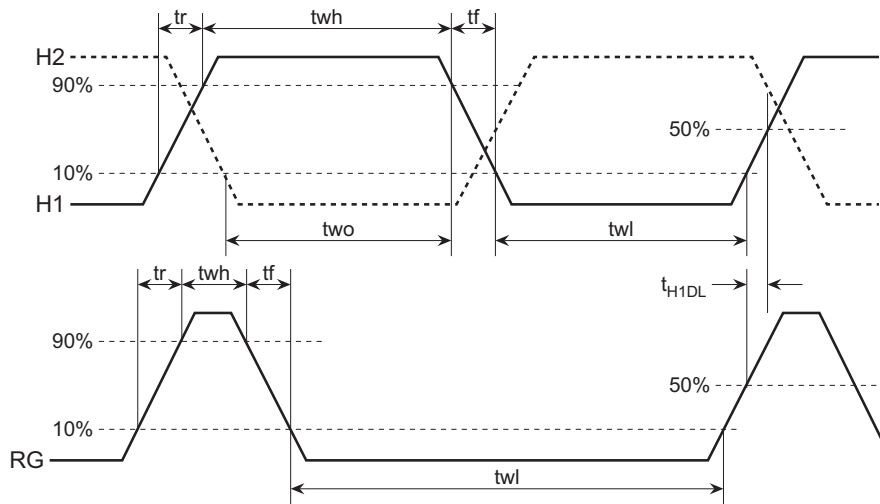 tr twh tf
H2
90%
50%
10%
H1
two twl
tr twh tf
tH1DL
90%
50%
10%
RG
twl